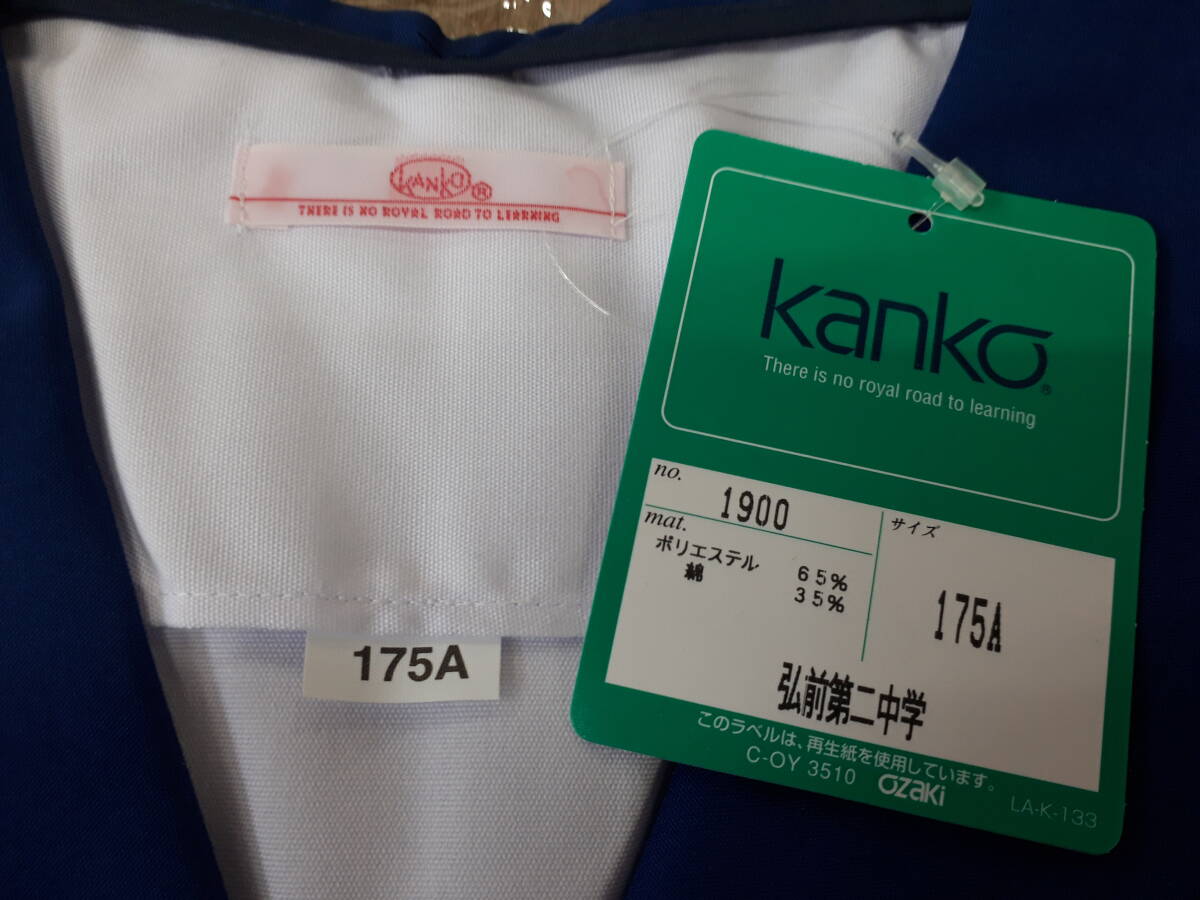 KANKO ®
THERE IS NO ROYAL ROAD TO LEARNING
175A
kanko®
There is no royal road to learning
no.
1900
mat.
ポリエステル 65%
綿 35%
サイズ
175A
弘前第二中学
このラベルは、再生紙を使用しています。
C-OY 3510 Ozaki LA-K-133